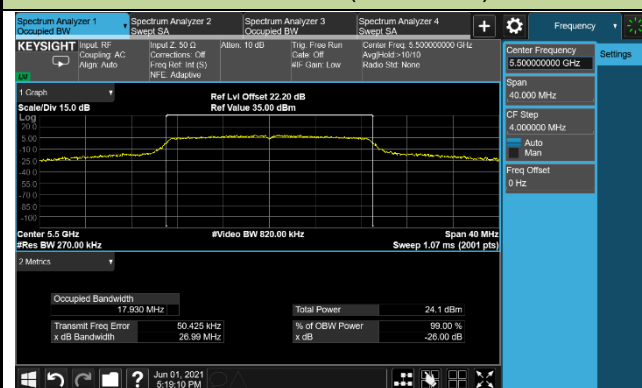 Spectrum Analyzer 1
Occupied BW
Spectrum Analyzer 2
Swept SA
Spectrum Analyzer 3
Occupied BW
Spectrum Analyzer 4
Swept SA
+
Frequency
KEYSIGHT
Input: RF
Coupling: AC
Align: Auto
Input Z: 50 Ω
Corrections: Off
Freq Ref: Int (S)
NFE: Adaptive
Atten: 10 dB
Trig: Free Run
Gate: Off
#IF Gain: Low
Center Freq: 5.500000000 GHz
Avg|Hold:>10/10
Radio Std: None
Center Frequency
5.500000000 GHz
Settings
Span
40.000 MHz
CF Step
4.000000 MHz
Auto
Man
Freq Offset
0 Hz
1 Graph
Scale/Div 15.0 dB
Ref Lvl Offset 22.20 dB
Ref Value 35.00 dBm
Log
20.0
5.00
-10.0
-25.0
-40.0
-55.0
-70.0
-85.0
-100
Center 5.5 GHz
#Res BW 270.00 kHz
#Video BW 820.00 kHz
Span 40 MHz
Sweep 1.07 ms (2001 pts)
2 Metrics
Occupied Bandwidth
17.930 MHz
Total Power 24.1 dBm
Transmit Freq Error 50.425 kHz
% of OBW Power 99.00 %
x dB Bandwidth 26.99 MHz
x dB -26.00 dB
?
Jun 01, 2021
5:19:10 PM